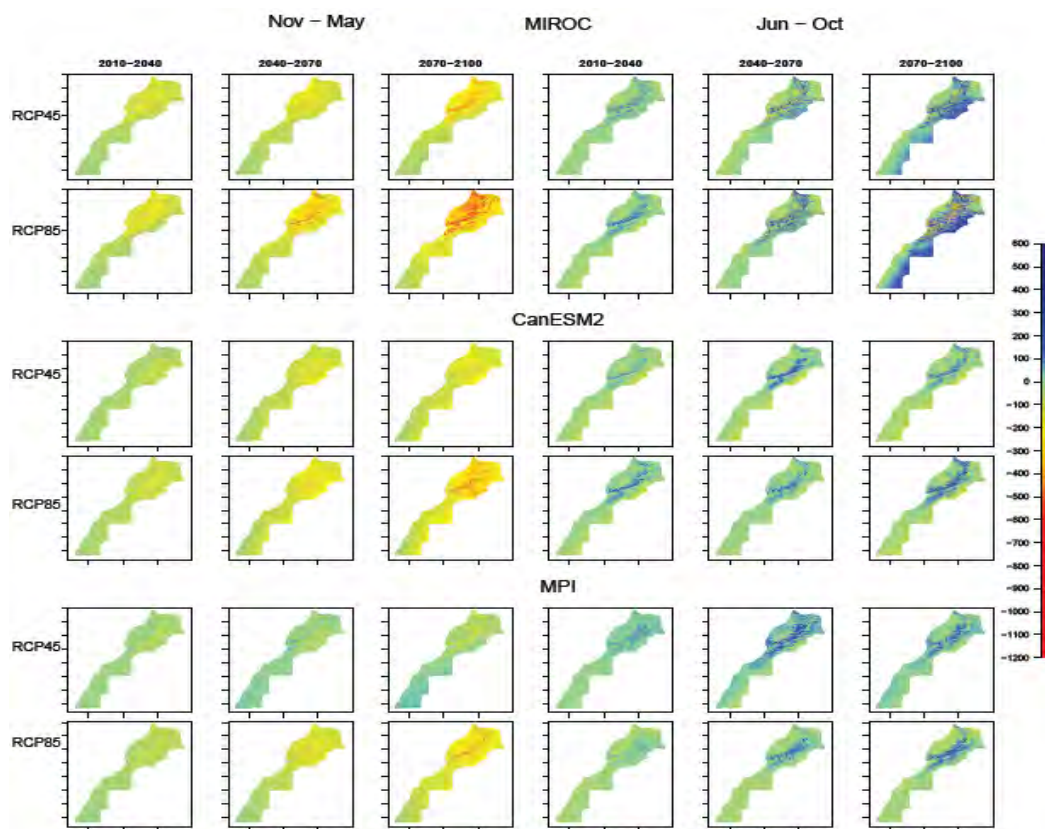 Nov – May MIROC Jun – Oct
2010–2040 2040–2070 2070–2100 2010–2040 2040–2070 2070–2100
RCP45
RCP85
CanESM2
RCP45
RCP85
MPI
RCP45
RCP85
600
500
400
300
200
100
0
−100
−200
−300
−400
−500
−600
−700
−800
−900
−1000
−1100
−1200